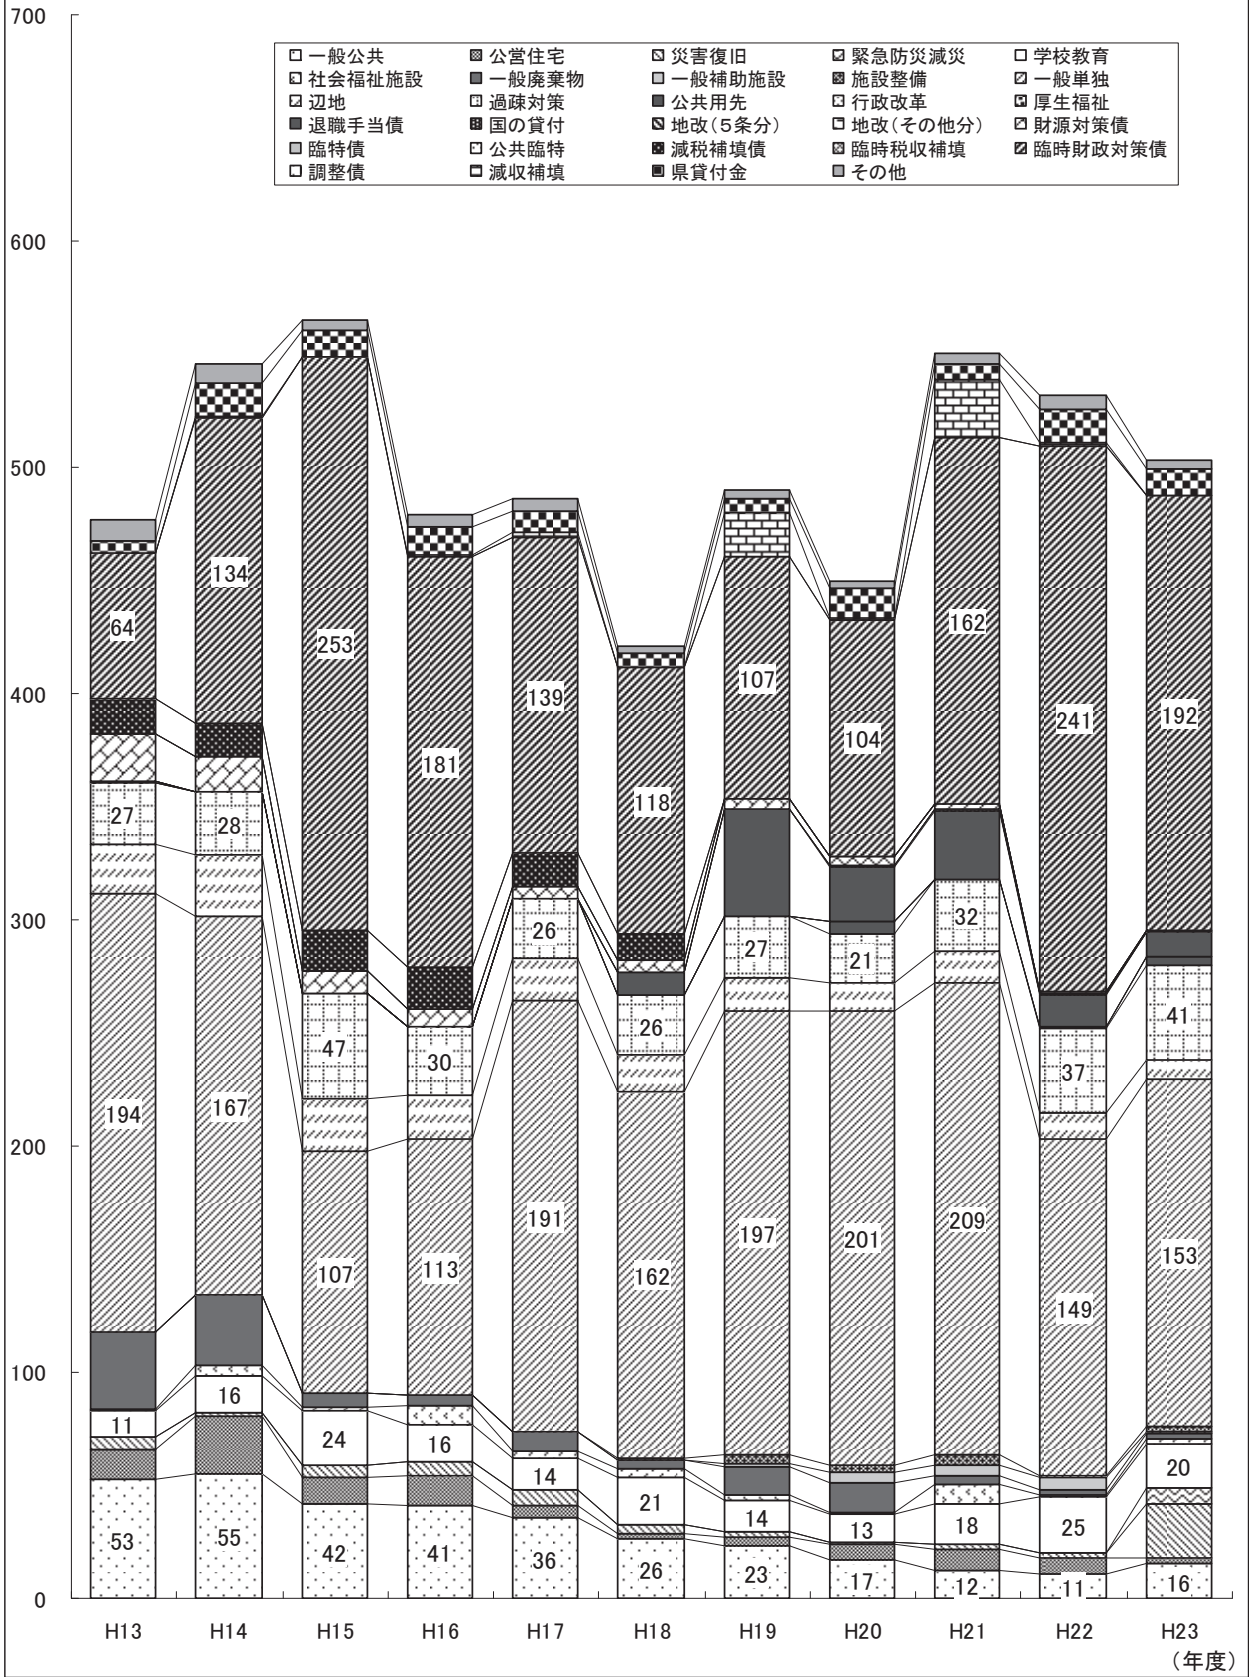 700
一般公共 公営住宅 災害復旧 緊急防災減災 学校教育
社会福祉施設 一般廃棄物 一般補助施設 施設整備 一般単独
辺地 過疎対策 公共用先 行政改革 厚生福祉
退職手当債 国の貸付 地改(5条分) 地改(その他分) 財源対策債
臨特債 公共臨特 減税補填債 臨時税収補填 臨時財政対策債
調整債 減収補填 県貸付金 その他
600
500
400
300
200
100
0
64 134 253 181 139 118 107 104 162 241 192
27 28 47 30 26 26 27 21 32 37 41
194 167 107 113 191 162 197 201 209 149 153
11 16 24 16 14 21 14 13 18 25 20
53 55 42 41 36 26 23 17 12 11 16
H13 H14 H15 H16 H17 H18 H19 H20 H21 H22 H23
(年度)